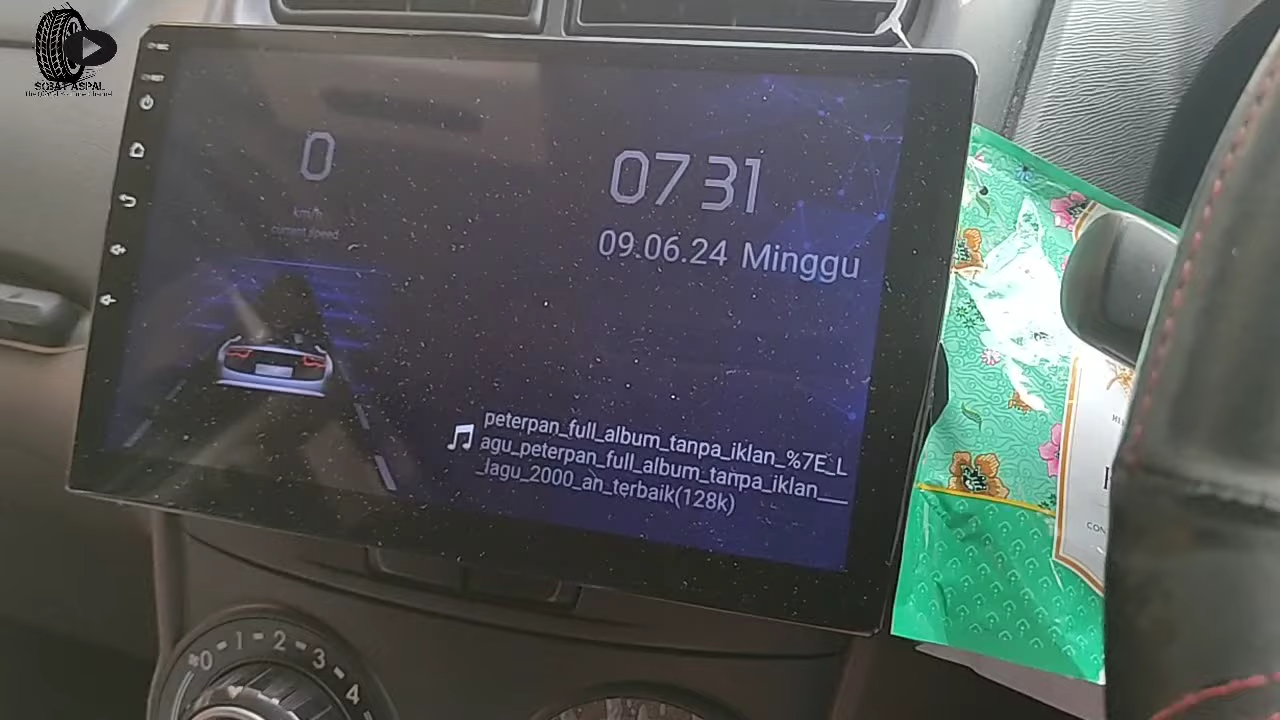 SOBAT ASPAL
0
km/h
current speed
07 31
09.06.24 Minggu
peterpan_full_album_tanpa_iklan_%7E_L
agu_peterpan_full_album_tanpa_iklan__
_lagu_2000_an_terbaik(128k)
0 - 1 - 2 - 3 - 4